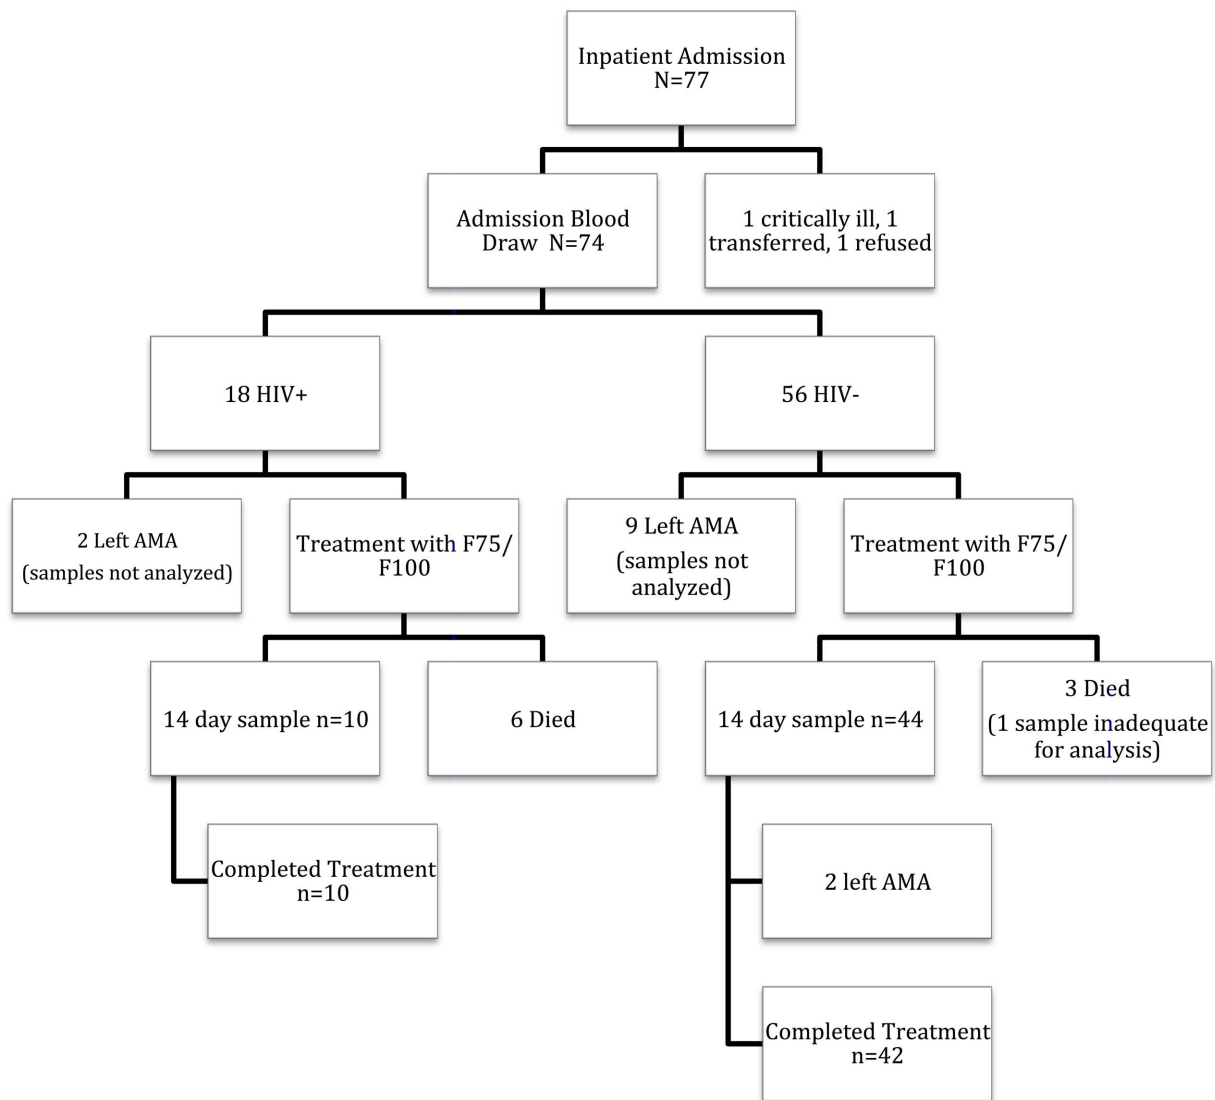 Inpatient Admission
N=77
Admission Blood
Draw N=74
1 critically ill, 1
transferred, 1 refused
18 HIV+
56 HIV-
2 Left AMA
(samples not analyzed)
Treatment with F75/
F100
9 Left AMA
(samples not
analyzed)
Treatment with F75/
F100
14 day sample n=10
6 Died
14 day sample n=44
3 Died
(1 sample inadequate
for analysis)
Completed Treatment
n=10
2 left AMA
Completed Treatment
n=42